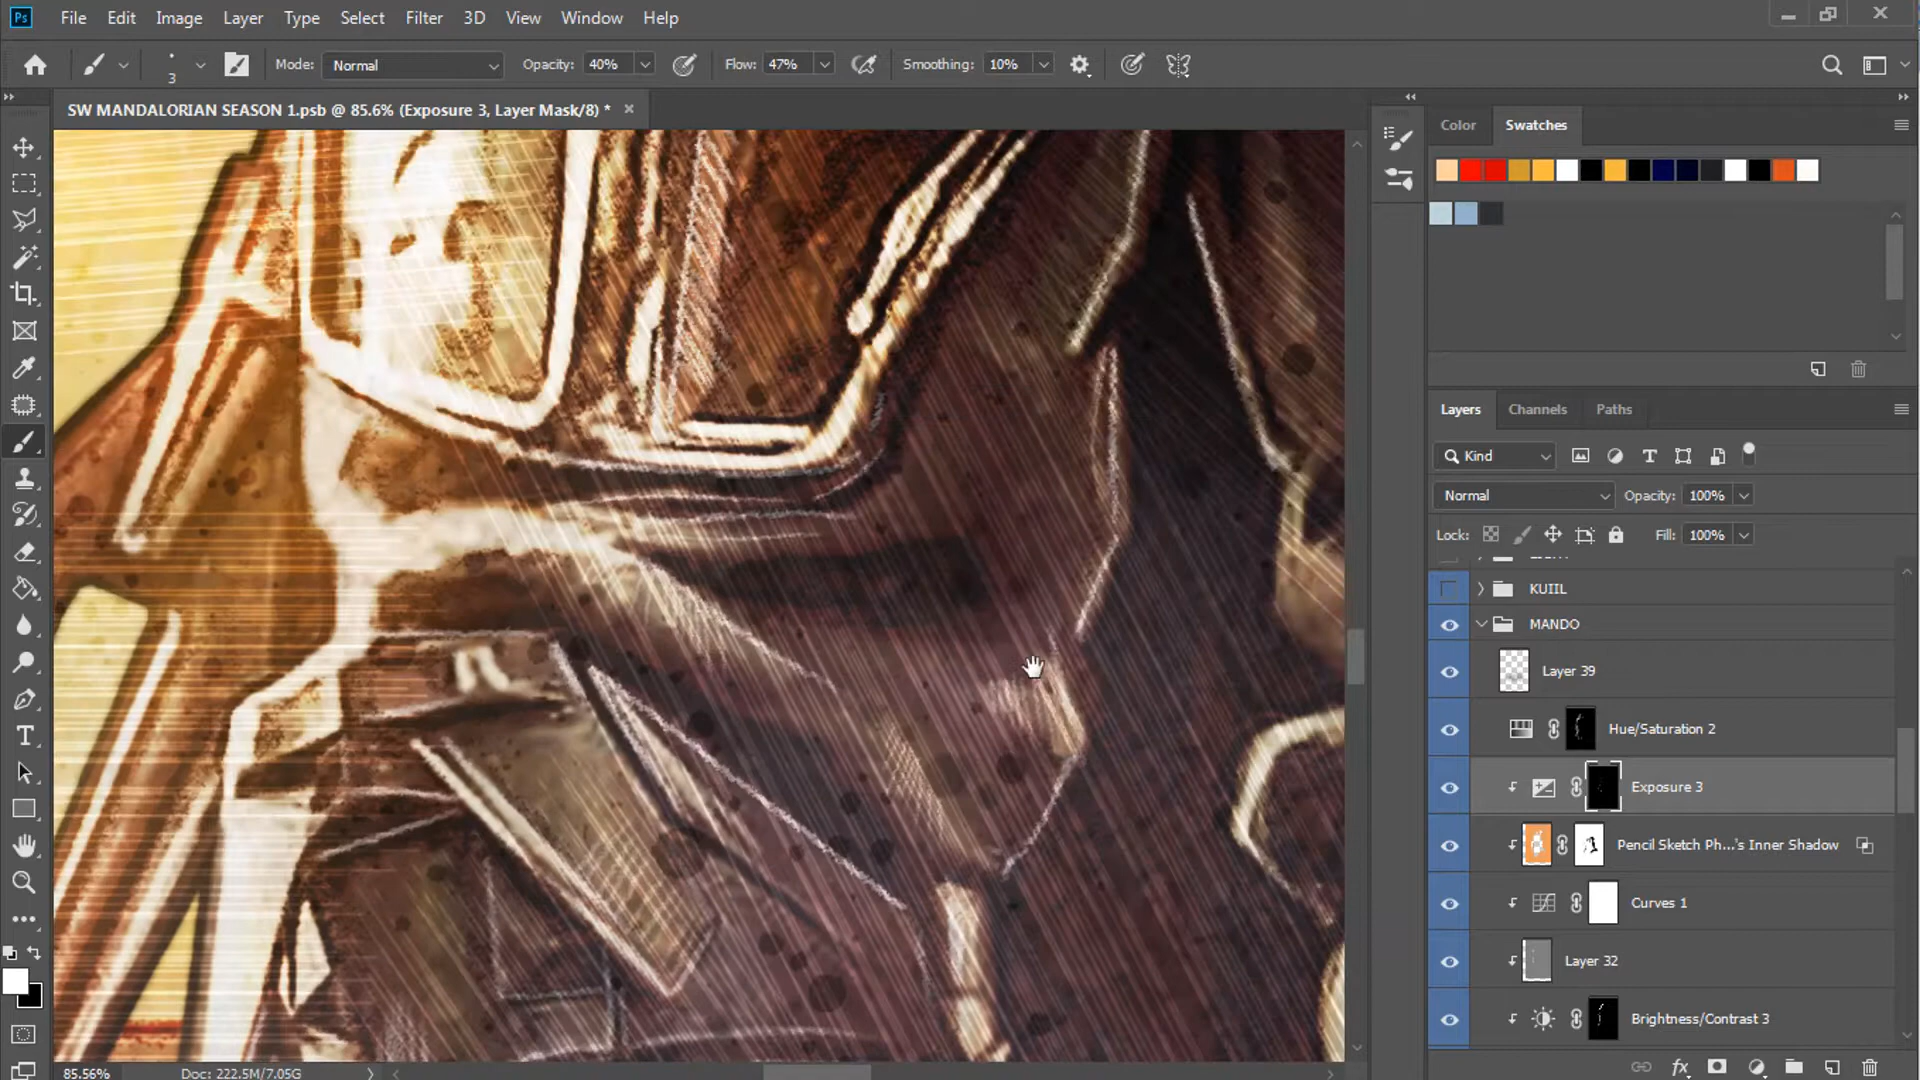 Ps File Edit Image Layer Type Select Filter 3D View Window Help
3 Mode: Normal Opacity: 40% Flow: 47% Smoothing: 10%
SW MANDALORIAN SEASON 1.psb @ 85.6% (Exposure 3, Layer Mask/8) *
Color Swatches
Layers Channels Paths
Kind
Normal Opacity: 100%
Lock: Fill: 100%
KUIIL
MANDO
Layer 39
Hue/Saturation 2
Exposure 3
Pencil Sketch Ph...'s Inner Shadow
Curves 1
Layer 32
Brightness/Contrast 3
fx
85.56% Doc: 222.5M/7.05G